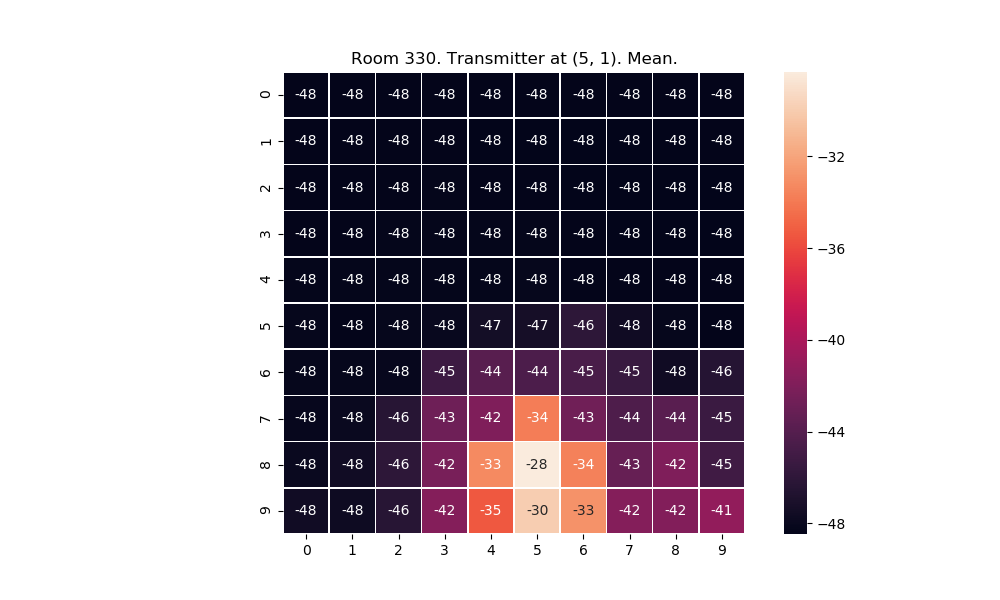 Room 330. Transmitter at (5, 1). Mean.
0 -48 -48 -48 -48 -48 -48 -48 -48 -48 -48
1 -48 -48 -48 -48 -48 -48 -48 -48 -48 -48
−32
2 -48 -48 -48 -48 -48 -48 -48 -48 -48 -48
3 -48 -48 -48 -48 -48 -48 -48 -48 -48 -48
−36
4 -48 -48 -48 -48 -48 -48 -48 -48 -48 -48
5 -48 -48 -48 -48 -47 -47 -46 -48 -48 -48
−40
6 -48 -48 -48 -45 -44 -44 -45 -45 -48 -46
7 -48 -48 -46 -43 -42 -34 -43 -44 -44 -45
−44
8 -48 -48 -46 -42 -33 -28 -34 -43 -42 -45
9 -48 -48 -46 -42 -35 -30 -33 -42 -42 -41
−48
0 1 2 3 4 5 6 7 8 9